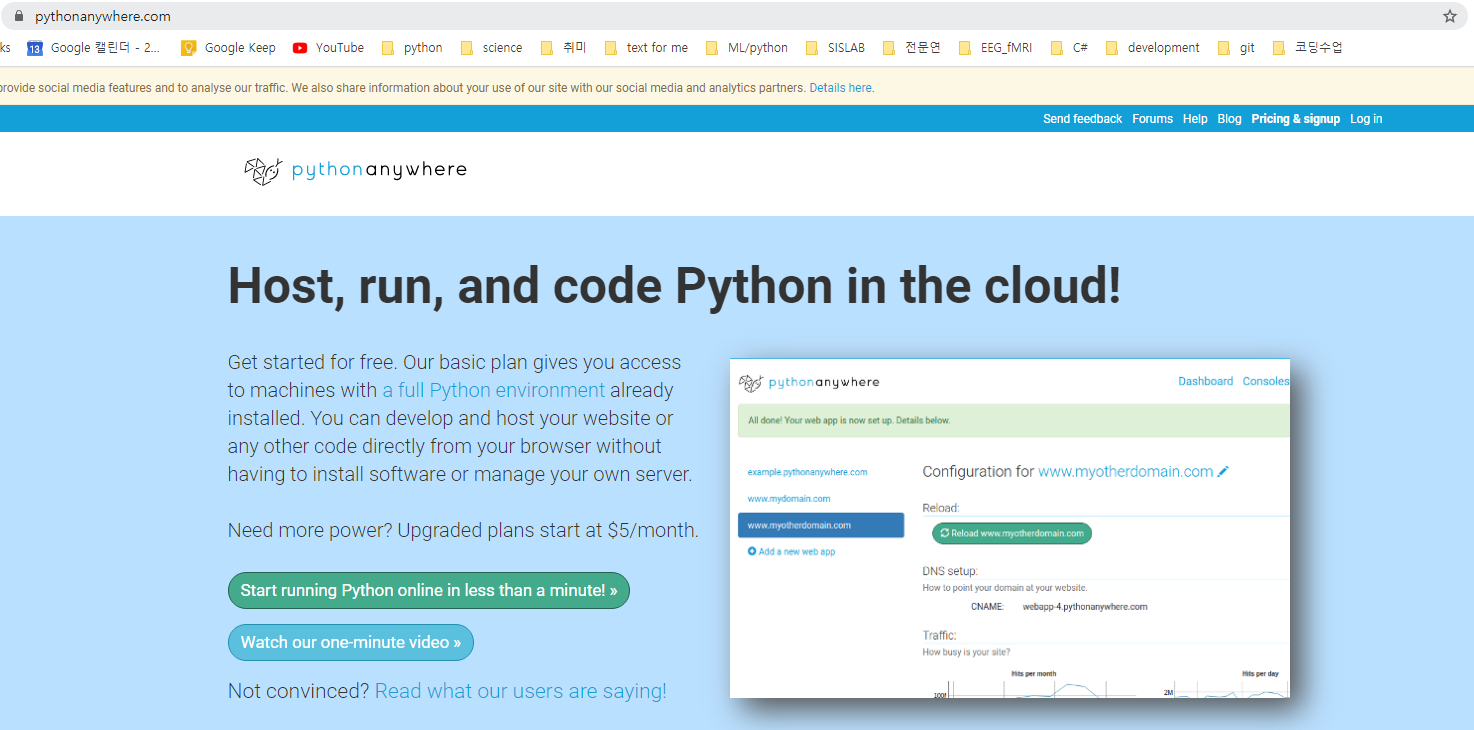 pythonanywhere.com
ks 13 Google 캘린더 - 2... Google Keep YouTube python science 취미 text for me ML/python SISLAB 전문연 EEG_fMRI C# development git 코딩수업
provide social media features and to analyse our traffic. We also share information about your use of our site with our social media and analytics partners. Details here.
Send feedback Forums Help Blog Pricing & signup Log in
pythonanywhere
Host, run, and code Python in the cloud!
Get started for free. Our basic plan gives you access
to machines with a full Python environment already
installed. You can develop and host your website or
any other code directly from your browser without
having to install software or manage your own server.
Need more power? Upgraded plans start at $5/month.
Start running Python online in less than a minute! »
Watch our one-minute video »
Not convinced? Read what our users are saying!
pythonanywhere
Dashboard Consoles
All done! Your web app is now set up. Details below.
example.pythonanywhere.com
www.mydomain.com
www.myotherdomain.com
Add a new web app
Configuration for www.myotherdomain.com
Reload:
Reload www.myotherdomain.com
DNS setup:
How to point your domain at your website.
CNAME: webapp-4.pythonanywhere.com
Traffic:
How busy is your site?
Hits per month Hits per day
2M